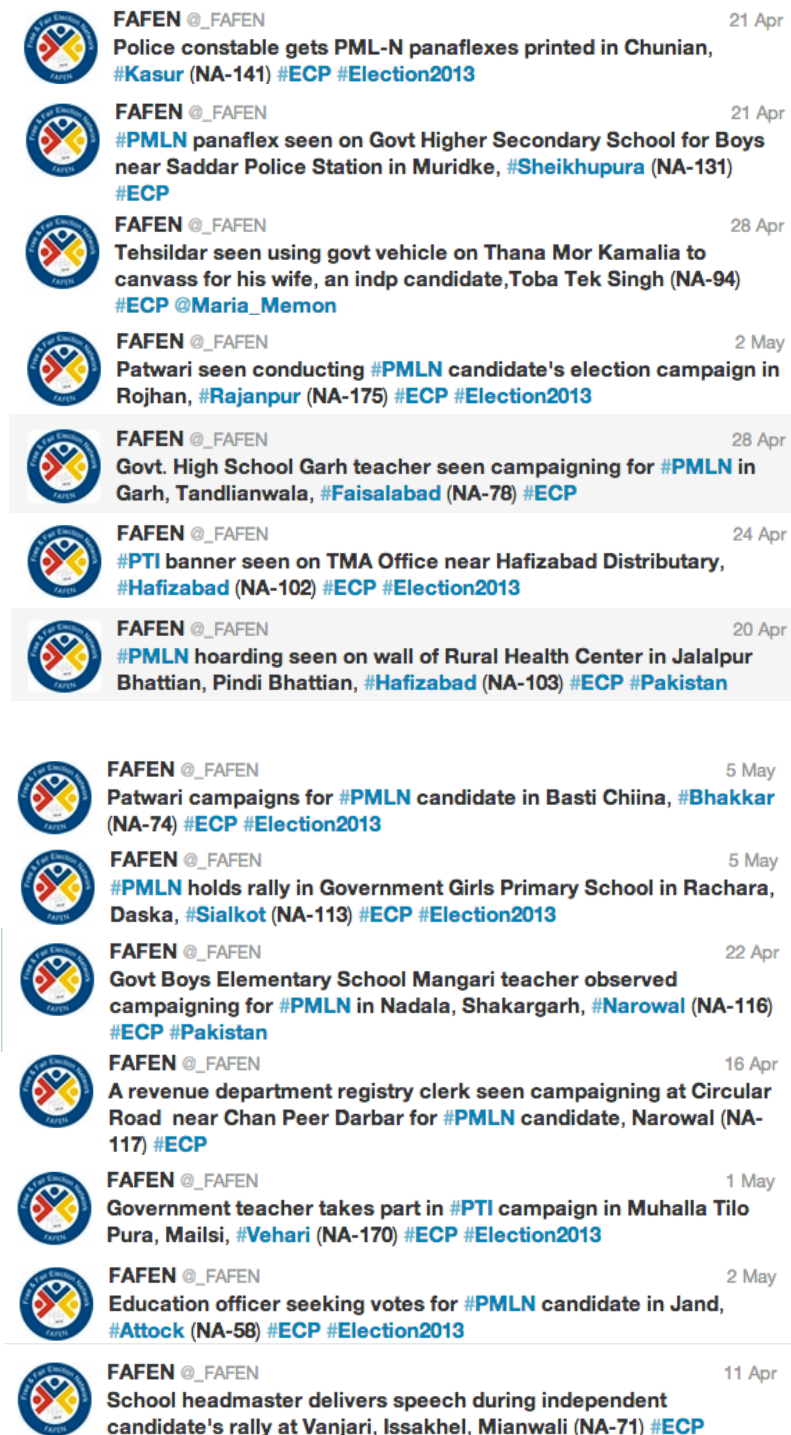 FAFEN @_FAFEN 21 Apr
Police constable gets PML-N panaflexes printed in Chunian,
#Kasur (NA-141) #ECP #Election2013
FAFEN @_FAFEN 21 Apr
#PMLN panaflex seen on Govt Higher Secondary School for Boys
near Saddar Police Station in Muridke, #Sheikhupura (NA-131)
#ECP
FAFEN @_FAFEN 28 Apr
Tehsildar seen using govt vehicle on Thana Mor Kamalia to
canvass for his wife, an indp candidate,Toba Tek Singh (NA-94)
#ECP @Maria_Memon
FAFEN @_FAFEN 2 May
Patwari seen conducting #PMLN candidate's election campaign in
Rojhan, #Rajanpur (NA-175) #ECP #Election2013
FAFEN @_FAFEN 28 Apr
Govt. High School Garh teacher seen campaigning for #PMLN in
Garh, Tandlianwala, #Faisalabad (NA-78) #ECP
FAFEN @_FAFEN 24 Apr
#PTI banner seen on TMA Office near Hafizabad Distributary,
#Hafizabad (NA-102) #ECP #Election2013
FAFEN @_FAFEN 20 Apr
#PMLN hoarding seen on wall of Rural Health Center in Jalalpur
Bhattian, Pindi Bhattian, #Hafizabad (NA-103) #ECP #Pakistan
FAFEN @_FAFEN 5 May
Patwari campaigns for #PMLN candidate in Basti Chiina, #Bhakkar
(NA-74) #ECP #Election2013
FAFEN @_FAFEN 5 May
#PMLN holds rally in Government Girls Primary School in Rachara,
Daska, #Sialkot (NA-113) #ECP #Election2013
FAFEN @_FAFEN 22 Apr
Govt Boys Elementary School Mangari teacher observed
campaigning for #PMLN in Nadala, Shakargarh, #Narowal (NA-116)
#ECP #Pakistan
FAFEN @_FAFEN 16 Apr
A revenue department registry clerk seen campaigning at Circular
Road near Chan Peer Darbar for #PMLN candidate, Narowal (NA-
117) #ECP
FAFEN @_FAFEN 1 May
Government teacher takes part in #PTI campaign in Muhalla Tilo
Pura, Mailsi, #Vehari (NA-170) #ECP #Election2013
FAFEN @_FAFEN 2 May
Education officer seeking votes for #PMLN candidate in Jand,
#Attock (NA-58) #ECP #Election2013
FAFEN @_FAFEN 11 Apr
School headmaster delivers speech during independent
candidate's rally at Vanjari, Issakhel, Mianwali (NA-71) #ECP